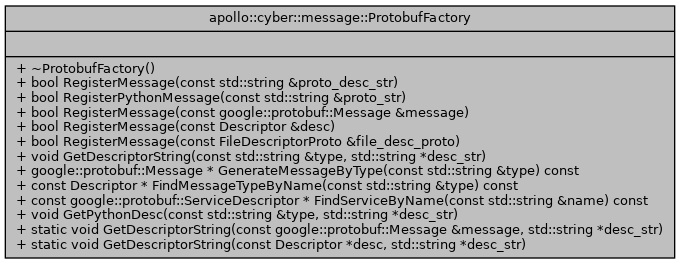 apollo::cyber::message::ProtobufFactory
+ ~ProtobufFactory()
+ bool RegisterMessage(const std::string &proto_desc_str)
+ bool RegisterPythonMessage(const std::string &proto_str)
+ bool RegisterMessage(const google::protobuf::Message &message)
+ bool RegisterMessage(const Descriptor &desc)
+ bool RegisterMessage(const FileDescriptorProto &file_desc_proto)
+ void GetDescriptorString(const std::string &type, std::string *desc_str)
+ google::protobuf::Message * GenerateMessageByType(const std::string &type) const
+ const Descriptor * FindMessageTypeByName(const std::string &type) const
+ const google::protobuf::ServiceDescriptor * FindServiceByName(const std::string &name) const
+ void GetPythonDesc(const std::string &type, std::string *desc_str)
+ static void GetDescriptorString(const google::protobuf::Message &message, std::string *desc_str)
+ static void GetDescriptorString(const Descriptor *desc, std::string *desc_str)